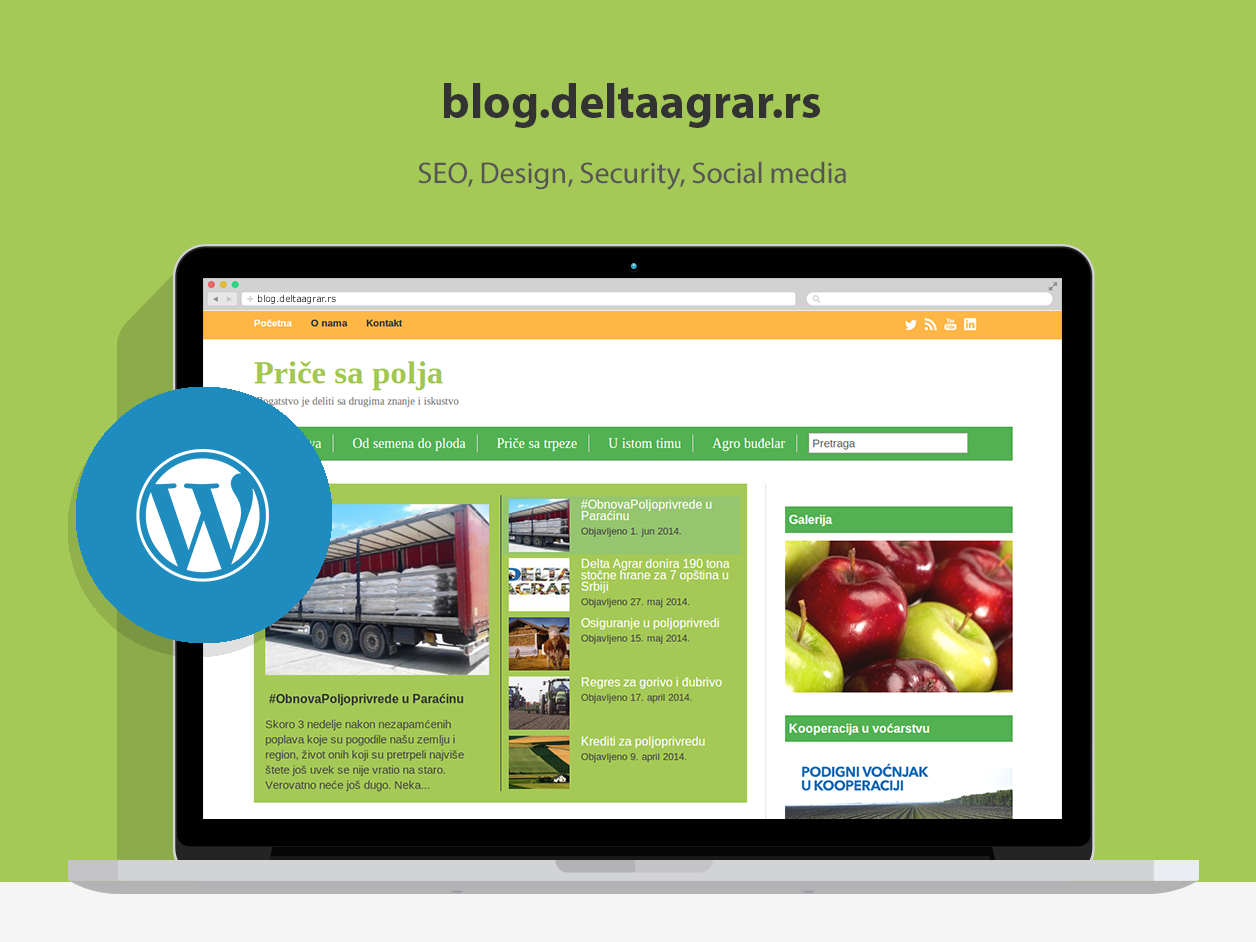 blog.deltaagrar.rs
SEO, Design, Security, Social media
blog.deltaagrar.rs
Početna O nama Kontakt
You
Priče sa polja
Bogatstvo je deliti sa drugima znanje i iskustvo
Od semena do ploda Priče sa trpeze U istom timu Agro buđelar Pretraga
#ObnovaPoljoprivrede u
Paraćinu
Objavljeno 1. jun 2014.
DELTA
AGRAR
Delta Agrar donira 190 tona
stočne hrane za 7 opština u
Srbiji
Objavljeno 27. maj 2014.
Osiguranje u poljoprivredi
Objavljeno 15. maj 2014.
Regres za gorivo i đubrivo
Objavljeno 17. april 2014.
Krediti za poljoprivredu
Objavljeno 9. april 2014.
#ObnovaPoljoprivrede u Paraćinu
Skoro 3 nedelje nakon nezapamćenih
poplava koje su pogodile našu zemlju i
region, život onih koji su pretrpeli najviše
štete još uvek se nije vratio na staro.
Verovatno neće još dugo. Neka...
Galerija
Kooperacija u voćarstvu
PODIGNI VOĆNJAK
U KOOPERACIJI